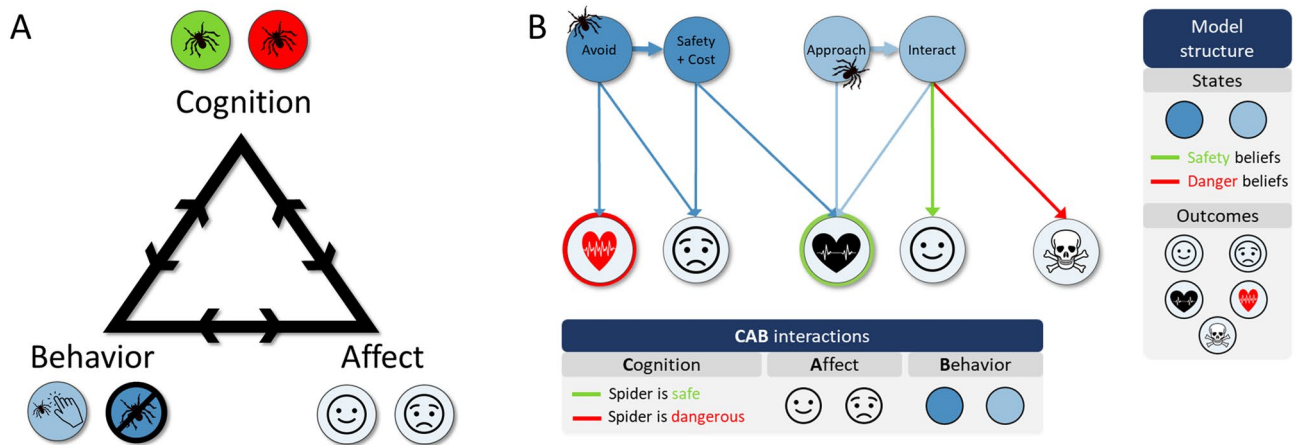 A
Cognition
Behavior
Affect
B
Avoid
Safety
+ Cost
Approach
Interact
CAB interactions
Cognition
Affect
Behavior
Spider is safe
Spider is dangerous
Model
structure
States
Safety beliefs
Danger beliefs
Outcomes